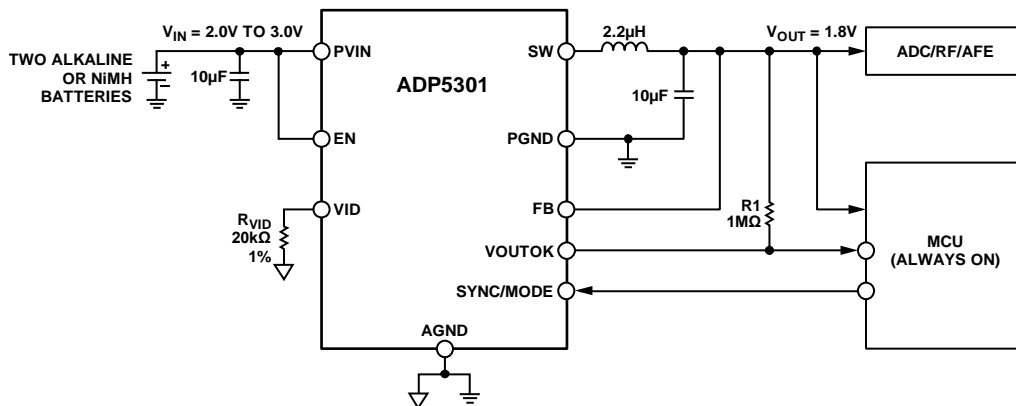 V_IN = 2.0V TO 3.0V
TWO ALKALINE
OR NiMH
BATTERIES
+
−
10µF
PVIN
EN
VID
R_VID
20kΩ
1%
ADP5301
AGND
SW
PGND
FB
VOUTOK
SYNC/MODE
2.2µH
10µF
V_OUT = 1.8V
R1
1MΩ
ADC/RF/AFE
MCU
(ALWAYS ON)